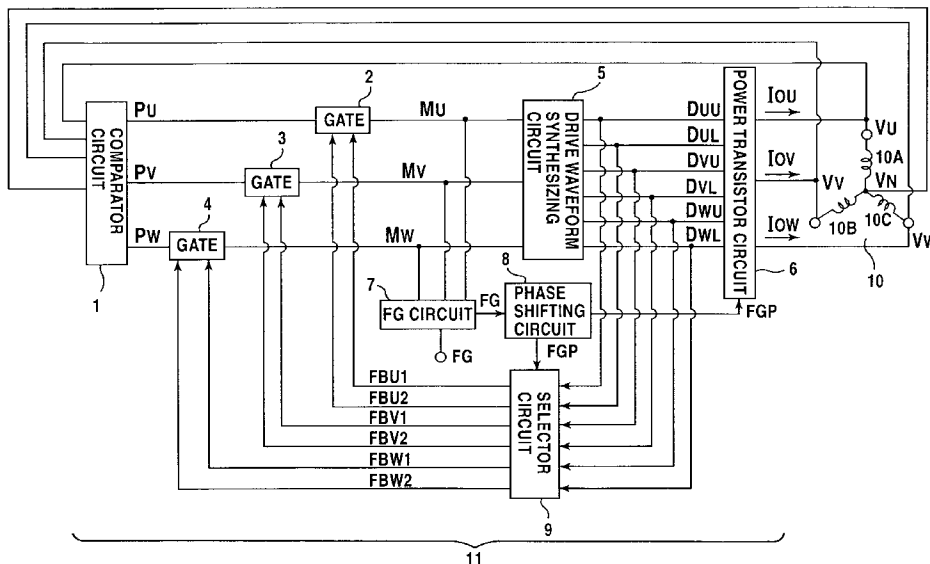 2
5
PU
GATE
MU
DRIVE WAVEFORM SYNTHESIZING CIRCUIT
DUU
DUL
DVU
DVL
DWU
DWL
POWER TRANSISTOR CIRCUIT
IOU
VU
10A
IOV
VV
VN
10B
10C
IOW
VW
10
6
COMPARATOR CIRCUIT
1
3
PV
GATE
MV
4
PW
GATE
MW
7
FG CIRCUIT
FG
FG
8
PHASE
SHIFTING
CIRCUIT
FGP
FGP
FBU1
FBU2
FBV1
FBV2
FBW1
FBW2
SELECTOR CIRCUIT
9
11